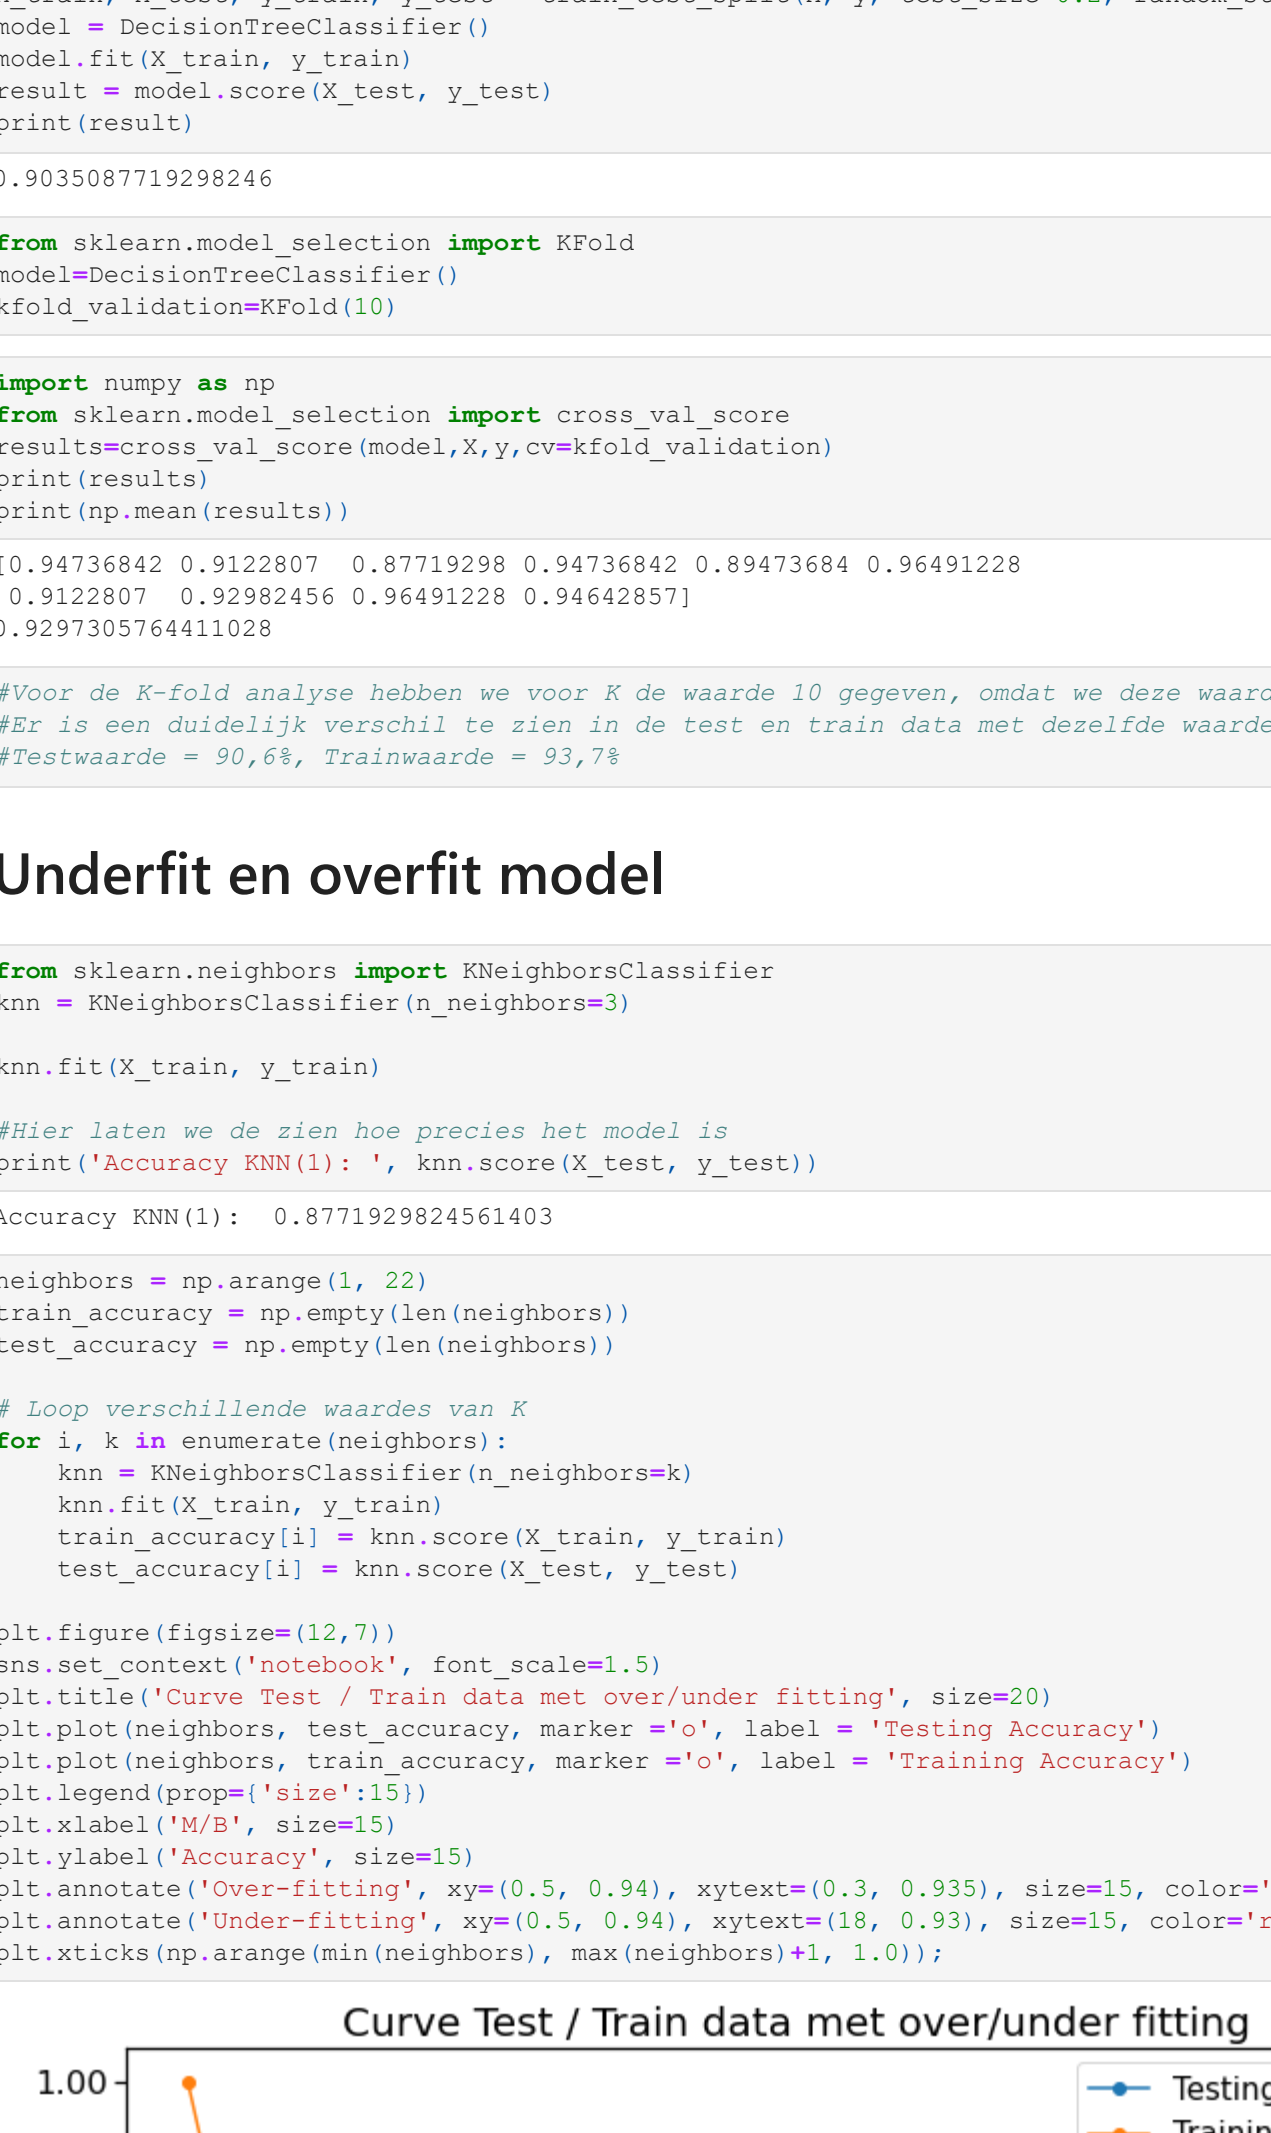 model = DecisionTreeClassifier()
model.fit(X_train, y_train)
result = model.score(X_test, y_test)
print(result)
0.9035087719298246
from sklearn.model_selection import KFold
model=DecisionTreeClassifier()
kfold_validation=KFold(10)
import numpy as np
from sklearn.model_selection import cross_val_score
results=cross_val_score(model,X,y,cv=kfold_validation)
print(results)
print(np.mean(results))
[0.94736842 0.9122807  0.87719298 0.94736842 0.89473684 0.96491228
 0.9122807  0.92982456 0.96491228 0.94642857]
0.9297305764411028
#Voor de K-fold analyse hebben we voor K de waarde 10 gegeven, omdat we deze waard
#Er is een duidelijk verschil te zien in de test en train data met dezelfde waarde
#Testwaarde = 90,6%, Trainwaarde = 93,7%
Underfit en overfit model
from sklearn.neighbors import KNeighborsClassifier
knn = KNeighborsClassifier(n_neighbors=3)
knn.fit(X_train, y_train)
#Hier laten we de zien hoe precies het model is
print('Accuracy KNN(1): ', knn.score(X_test, y_test))
Accuracy KNN(1):  0.8771929824561403
neighbors = np.arange(1, 22)
train_accuracy = np.empty(len(neighbors))
test_accuracy = np.empty(len(neighbors))
# Loop verschillende waardes van K
for i, k in enumerate(neighbors):
    knn = KNeighborsClassifier(n_neighbors=k)
    knn.fit(X_train, y_train)
    train_accuracy[i] = knn.score(X_train, y_train)
    test_accuracy[i] = knn.score(X_test, y_test)
plt.figure(figsize=(12,7))
sns.set_context('notebook', font_scale=1.5)
plt.title('Curve Test / Train data met over/under fitting', size=20)
plt.plot(neighbors, test_accuracy, marker ='o', label = 'Testing Accuracy')
plt.plot(neighbors, train_accuracy, marker ='o', label = 'Training Accuracy')
plt.legend(prop={'size':15})
plt.xlabel('M/B', size=15)
plt.ylabel('Accuracy', size=15)
plt.annotate('Over-fitting', xy=(0.5, 0.94), xytext=(0.3, 0.935), size=15, color='
plt.annotate('Under-fitting', xy=(0.5, 0.94), xytext=(18, 0.93), size=15, color='r
plt.xticks(np.arange(min(neighbors), max(neighbors)+1, 1.0));
Curve Test / Train data met over/under fitting
1.00
Testing